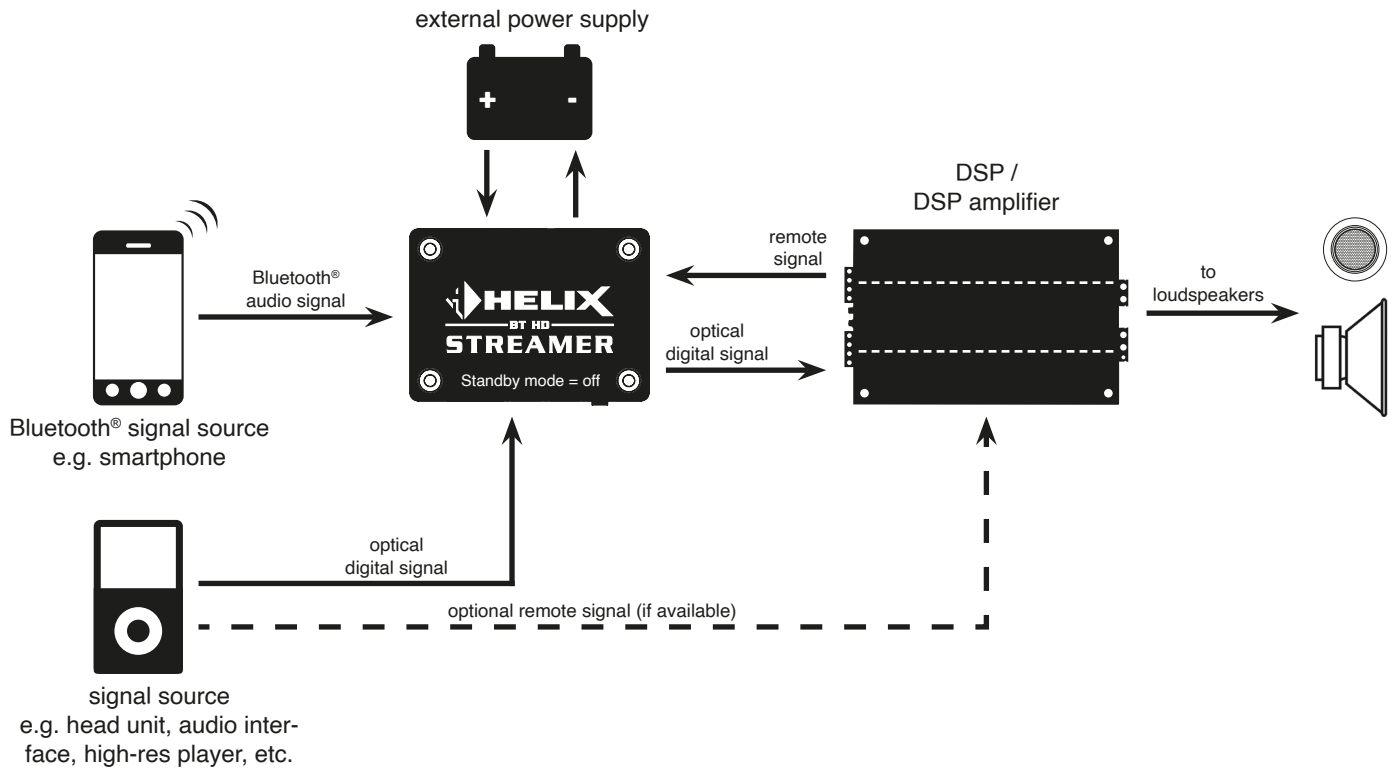 external power supply
+ -
DSP /
DSP amplifier
remote
signal
to
loudspeakers
Bluetooth®
audio signal
HELIX
BT HD
STREAMER
Standby mode = off
optical
digital signal
Bluetooth® signal source
e.g. smartphone
optical
digital signal
optional remote signal (if available)
signal source
e.g. head unit, audio inter-
face, high-res player, etc.